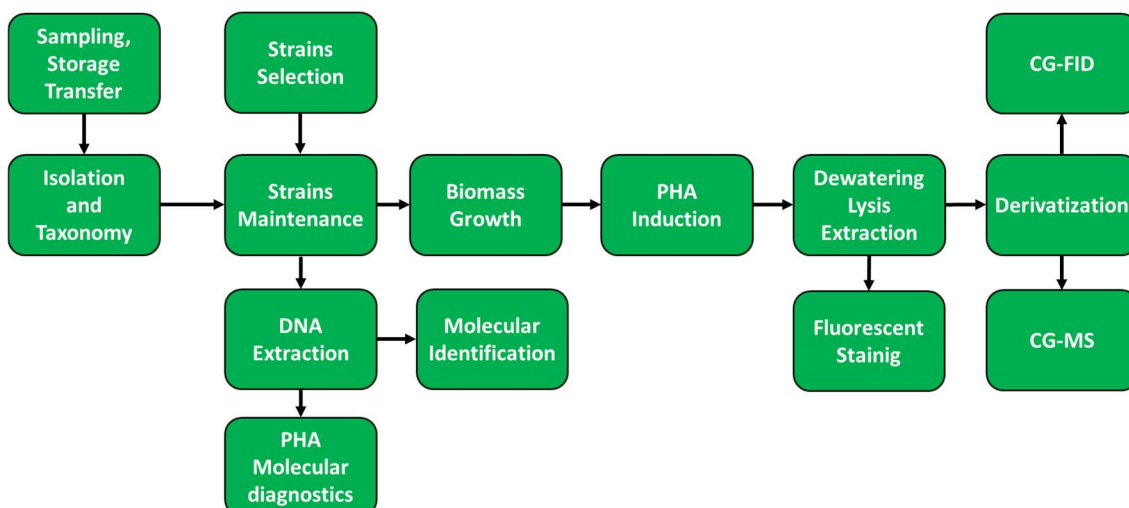 Sampling,
Storage
Transfer
Strains
Selection
CG-FID
Isolation
and
Taxonomy
Strains
Maintenance
Biomass
Growth
PHA
Induction
Dewatering
Lysis
Extraction
Derivatization
DNA
Extraction
Molecular
Identification
Fluorescent
Stainig
CG-MS
PHA
Molecular
diagnostics